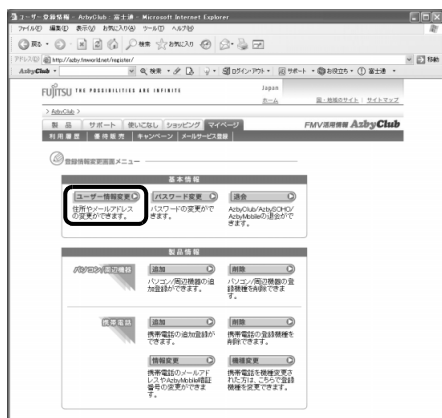 ユーザー登録情報 - AzbyClub : 富士通 - Microsoft Internet Explorer
ファイル(F) 編集(E) 表示(V) お気に入り(A) ツール(T) ヘルプ(H)
戻る 検索 お気に入り
アドレス(D) http://azby.fmworld.net/register/ 移動
AzbyClub 検索 ログイン・アウト サポート お役立ち 富士通
FUJITSU THE POSSIBILITIES ARE INFINITE Japan
ホーム 国・地域のサイト サイトマップ
> AzbyClub >
製品 サポート 使いこなし ショッピング マイページ FMV活用情報 AzbyClub
利用履歴 優待販売 キャンペーン メールサービス登録
登録情報変更画面メニュー
基本情報
ユーザー情報変更 パスワード変更 退会
住所やメールアドレス パスワードの変更がで AzbyClub/AzbySOHO/
の変更ができます。 きます。 AzbyMobileの退会がで
きます。
製品情報
パソコン/周辺機器 追加 削除
パソコン/周辺機器の追 パソコン/周辺機器の登
加登録ができます。 録機種を削除できま
す。
携帯電話 追加 削除
携帯電話の追加登録が 携帯電話の登録機種を
できます。 削除できます。
情報変更 機種変更
携帯電話のメールアド 携帯電話を機種変更さ
レスやAzbyMobile暗証 れた方は、こちらで登録
番号の変更ができま 機種を変更できます。
す。